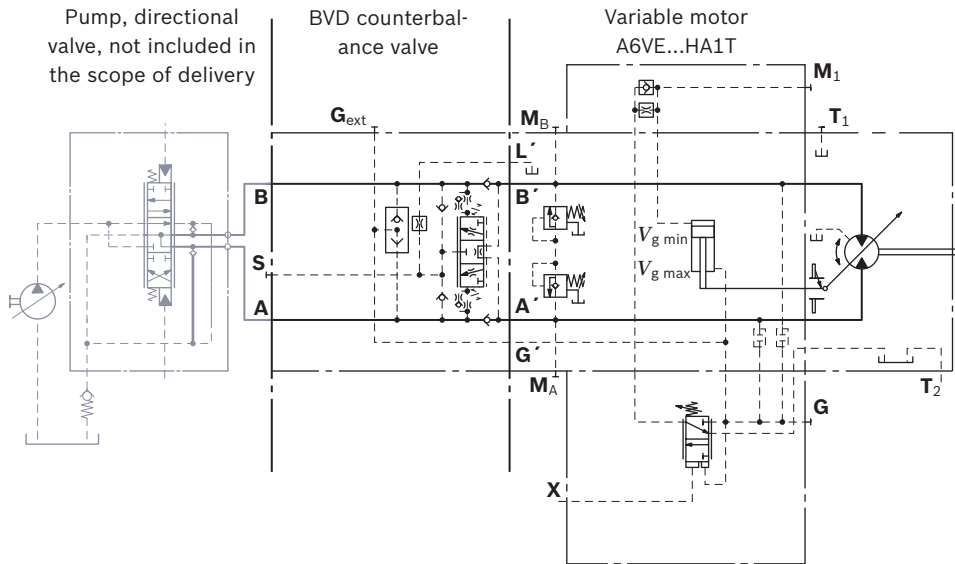 Pump, directional
valve, not included in
the scope of delivery
BVD counterbal-
ance valve
Variable motor
A6VE...HA1T
M1
Gext
MB
T1
L´
B
B´
Vg min
S
Vg max
A
A´
G´
MA
T2
G
X